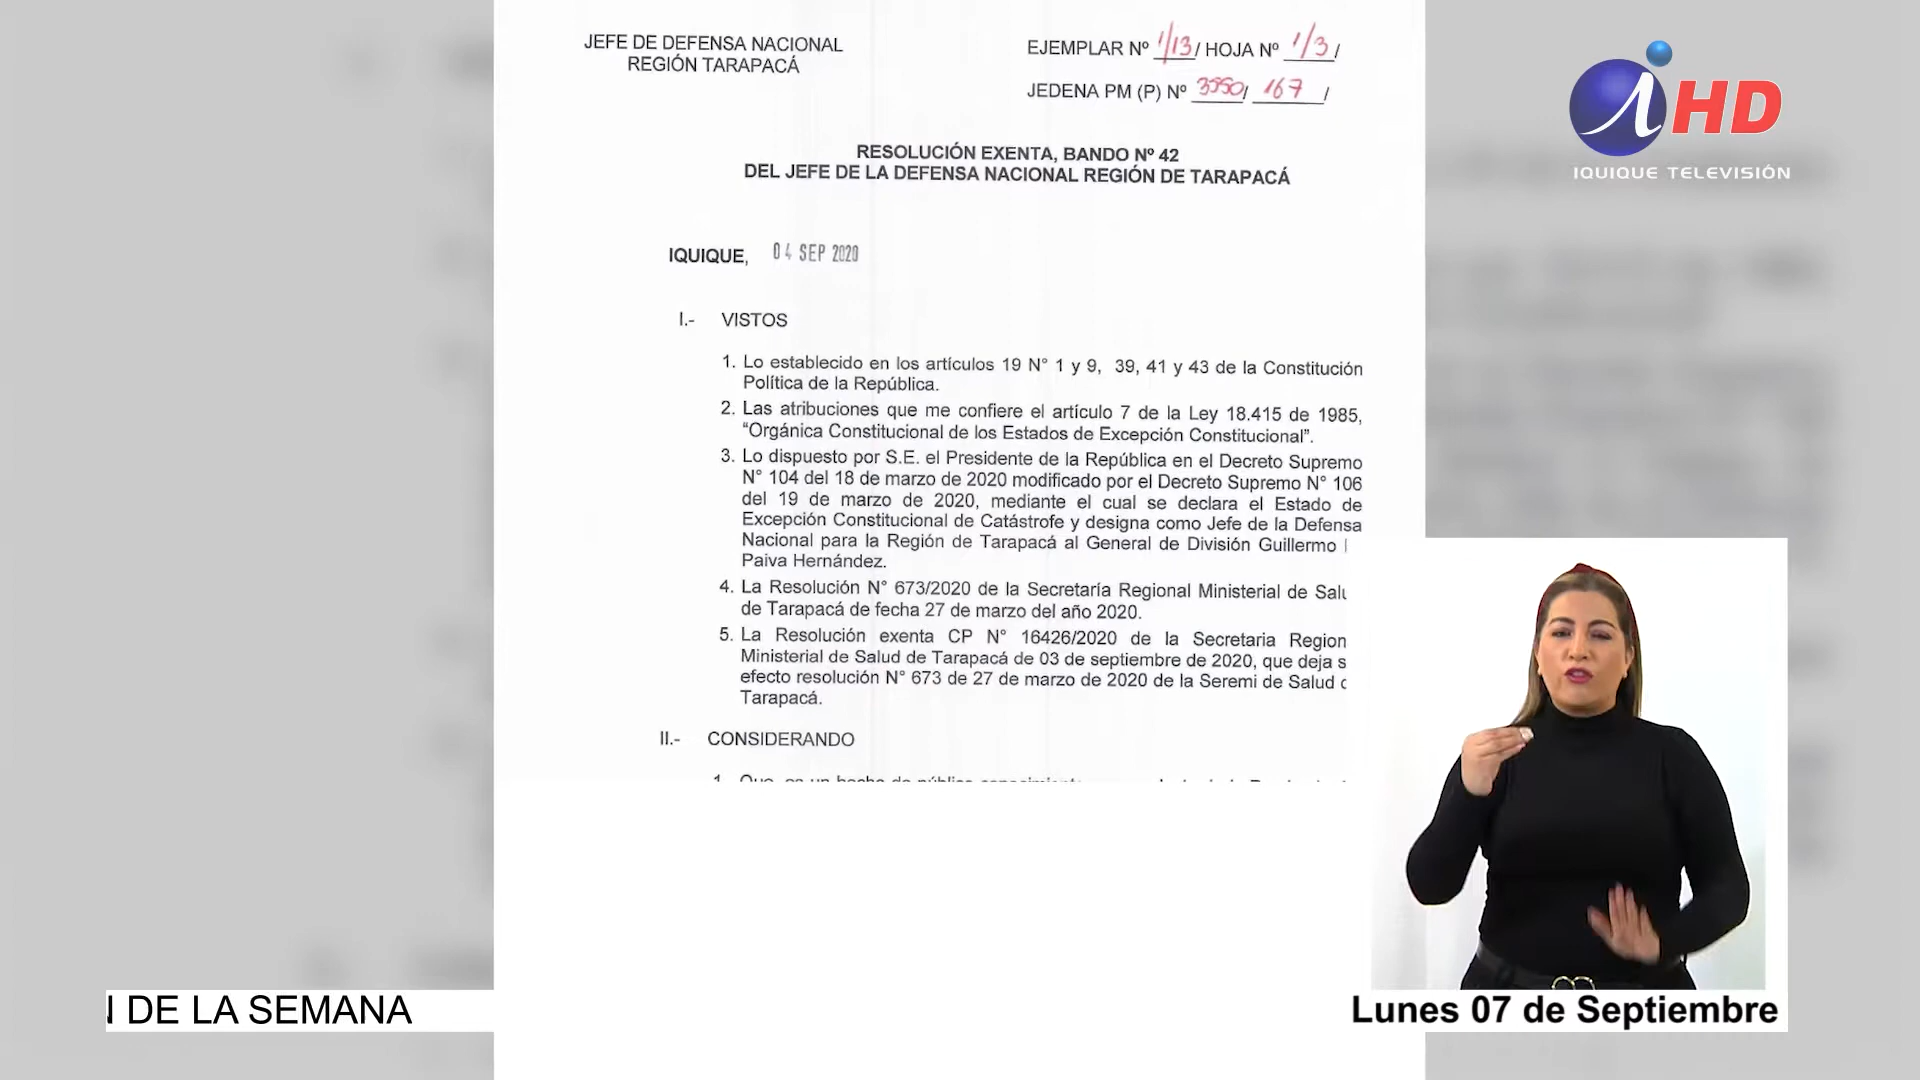 JEFE DE DEFENSA NACIONAL
REGIÓN TARAPACÁ
EJEMPLAR Nº 1/13/ HOJA Nº 1/3/
JEDENA PM (P) Nº 3550/ 167 /
HD
IQUIQUE TELEVISIÓN
RESOLUCIÓN EXENTA, BANDO Nº 42
DEL JEFE DE LA DEFENSA NACIONAL REGIÓN DE TARAPACÁ
IQUIQUE, 04 SEP 2020
I.- VISTOS
1. Lo establecido en los artículos 19 N° 1 y 9, 39, 41 y 43 de la Constitución
Política de la República.
2. Las atribuciones que me confiere el artículo 7 de la Ley 18.415 de 1985,
“Orgánica Constitucional de los Estados de Excepción Constitucional”.
3. Lo dispuesto por S.E. el Presidente de la República en el Decreto Supremo
N° 104 del 18 de marzo de 2020 modificado por el Decreto Supremo N° 106
del 19 de marzo de 2020, mediante el cual se declara el Estado de
Excepción Constitucional de Catástrofe y designa como Jefe de la Defensa
Nacional para la Región de Tarapacá al General de División Guillermo
Paiva Hernández.
4. La Resolución N° 673/2020 de la Secretaría Regional Ministerial de Salu
de Tarapacá de fecha 27 de marzo del año 2020.
5. La Resolución exenta CP N° 16426/2020 de la Secretaria Region
Ministerial de Salud de Tarapacá de 03 de septiembre de 2020, que deja s
efecto resolución N° 673 de 27 de marzo de 2020 de la Seremi de Salud
Tarapacá.
II.- CONSIDERANDO
1. Que, es un hecho de público conocimiento
DE LA SEMANA
Lunes 07 de Septiembre